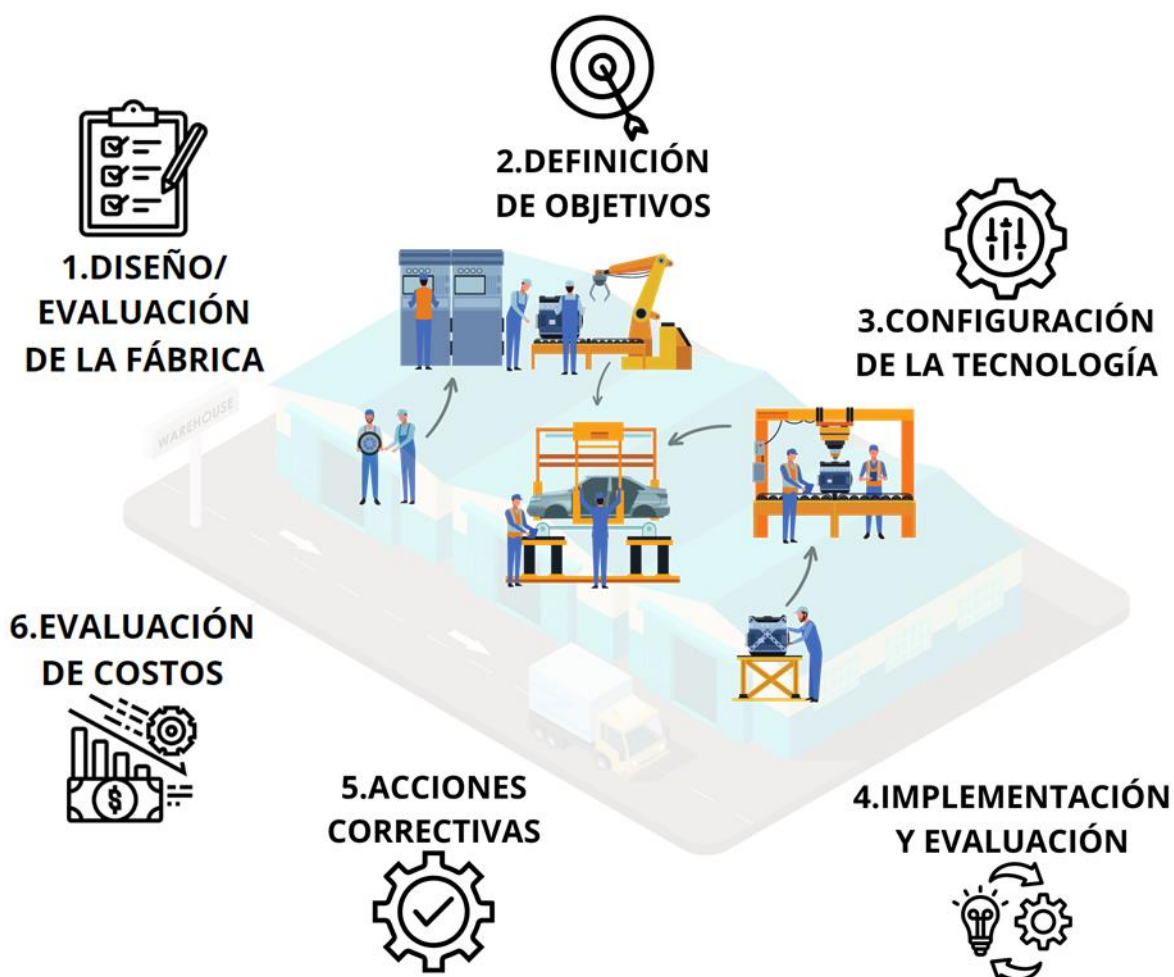 1.DISEÑO/
EVALUACIÓN
DE LA FÁBRICA
2.DEFINICIÓN
DE OBJETIVOS
3.CONFIGURACIÓN
DE LA TECNOLOGÍA
WAREHOUSE
6.EVALUACIÓN
DE COSTOS
$
5.ACCIONES
CORRECTIVAS
4.IMPLEMENTACIÓN
Y EVALUACIÓN